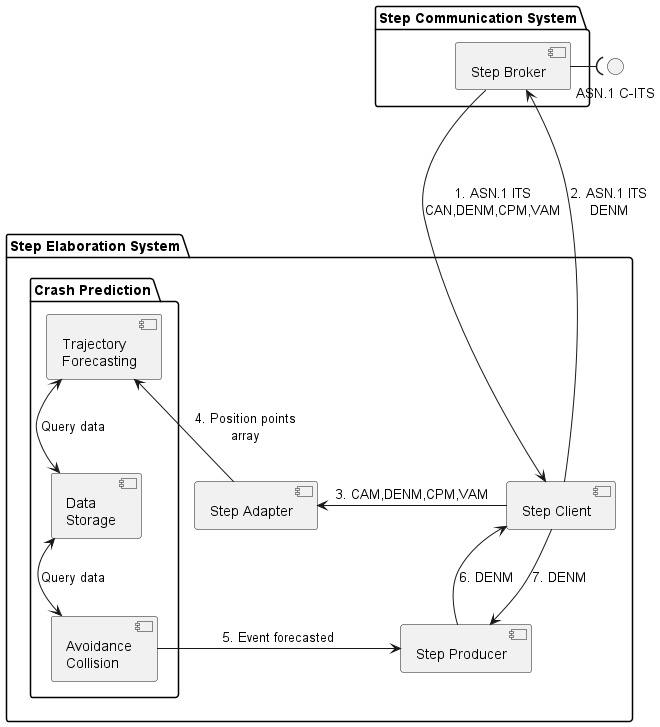 Step Communication System
Step Broker
ASN.1 C-ITS
1. ASN.1 ITS
CAN,DENM,CPM,VAM
2. ASN.1 ITS
DENM
Step Elaboration System
Crash Prediction
Trajectory
Forecasting
Query data
4. Position points
array
Data
Storage
Step Adapter
3. CAM,DENM,CPM,VAM
Step Client
Query data
6. DENM
7. DENM
Avoidance
Collision
5. Event forecasted
Step Producer